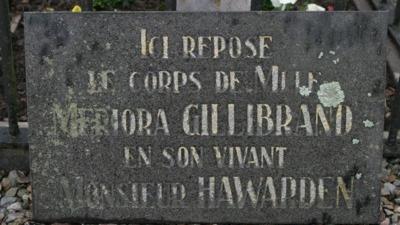 ICI REPOSE
LE CORPS DE MLLE
MERIORA GILLIBRAND
EN SON VIVANT
MONSIEUR HAWARDEN